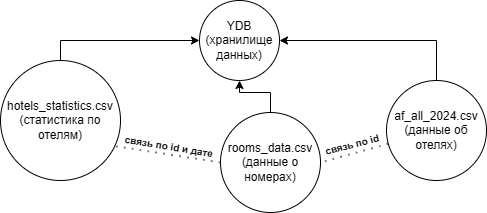 YDB
(хранилище
данных)
hotels_statistics.csv
(статистика по
отелям)
af_all_2024.csv
(данные об
отелях)
связь по id и дате
rooms_data.csv
(данные о
номерах)
связь по id